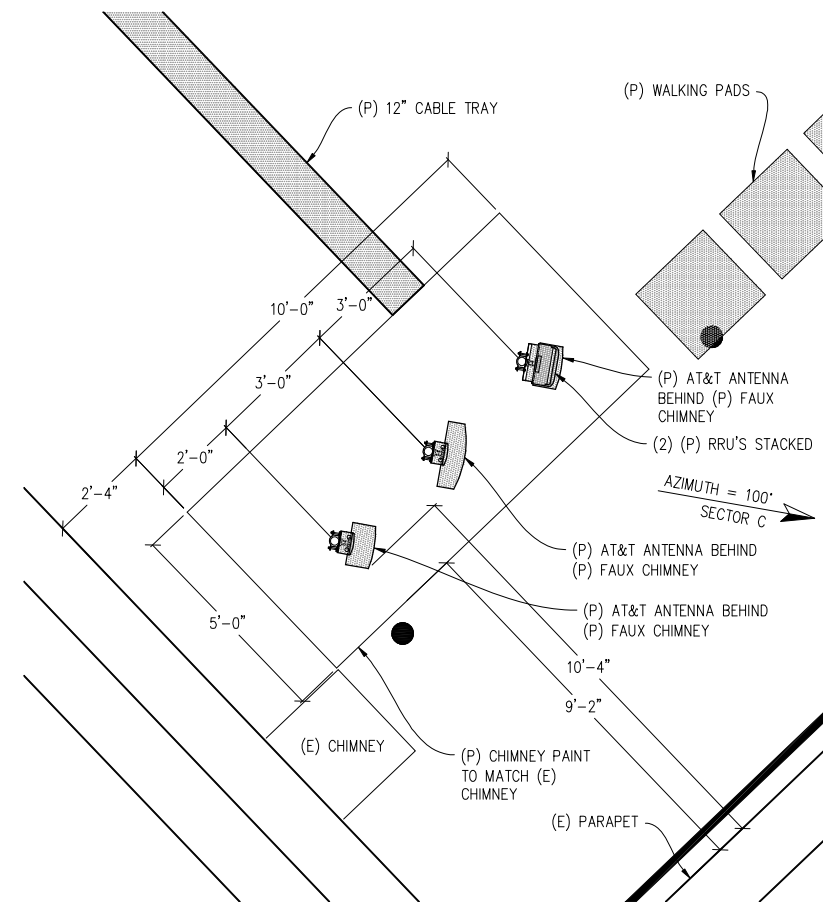 (P) WALKING PADS
(P) 12" CABLE TRAY
10'-0"
3'-0"
3'-0"
(P) AT&T ANTENNA
BEHIND (P) FAUX
CHIMNEY
(2) (P) RRU'S STACKED
2'-0"
2'-4"
AZIMUTH = 100°
SECTOR C
(P) AT&T ANTENNA BEHIND
(P) FAUX CHIMNEY
(P) AT&T ANTENNA BEHIND
(P) FAUX CHIMNEY
5'-0"
10'-4"
9'-2"
(E) CHIMNEY
(P) CHIMNEY PAINT
TO MATCH (E)
CHIMNEY
(E) PARAPET